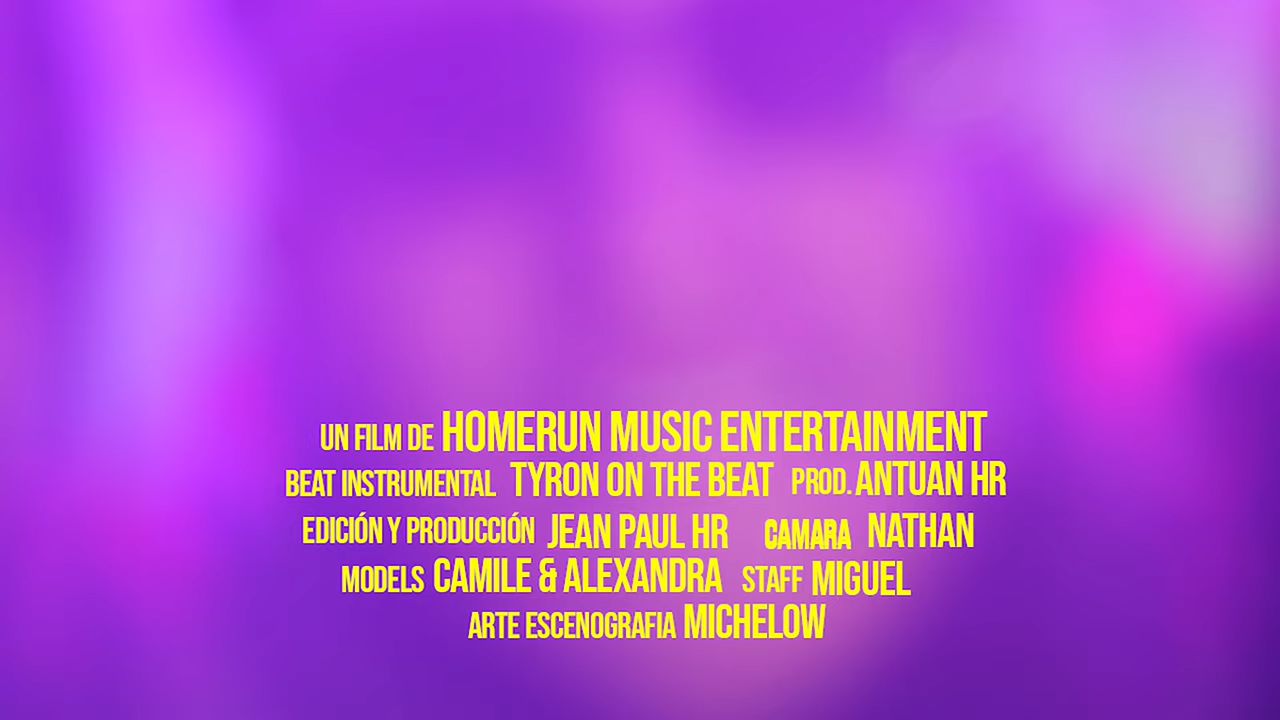 UN FILM DE HOMERUN MUSIC ENTERTAINMENT
BEAT INSTRUMENTAL TYRON ON THE BEAT PROD. ANTUAN HR
EDICIÓN Y PRODUCCIÓN JEAN PAUL HR CAMARA NATHAN
MODELS CAMILE & ALEXANDRA STAFF MIGUEL
ARTE ESCENOGRAFIA MICHELOW